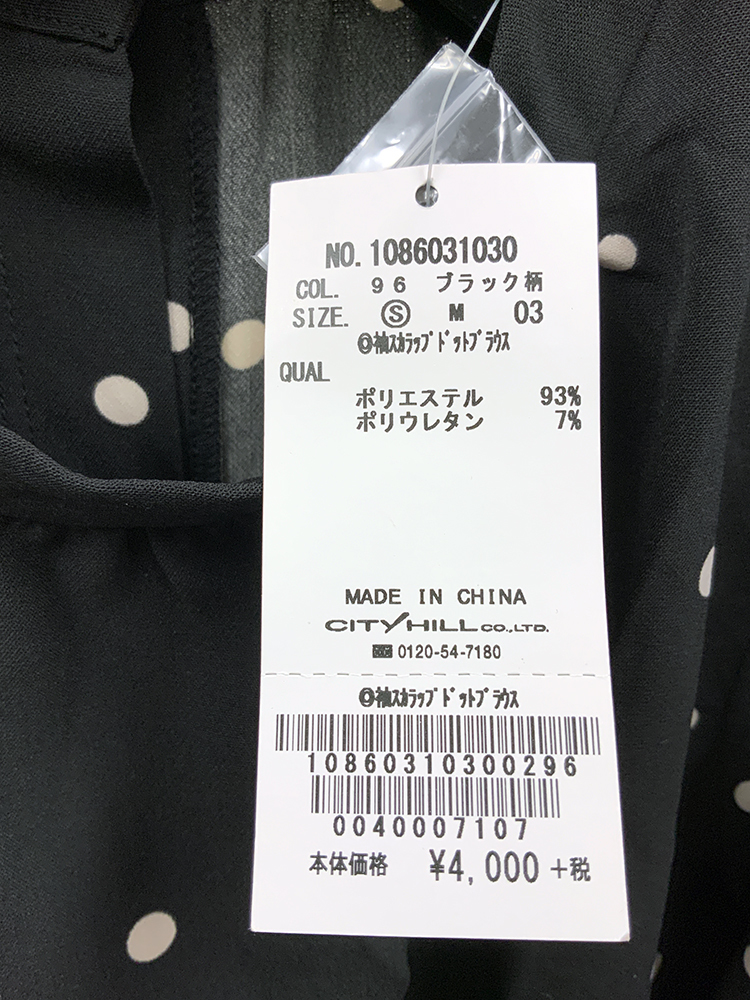 NO. 1086031030
COL. 96 ブラック柄
SIZE. Ⓢ M 03
袖スカラップドットブラウス
QUAL
ポリエステル 93%
ポリウレタン 7%
MADE IN CHINA
CITY HILL CO.,LTD.
0120-54-7180
袖スカラップドットブラウス
10860310300296
0040007107
本体価格 ¥4,000 +税